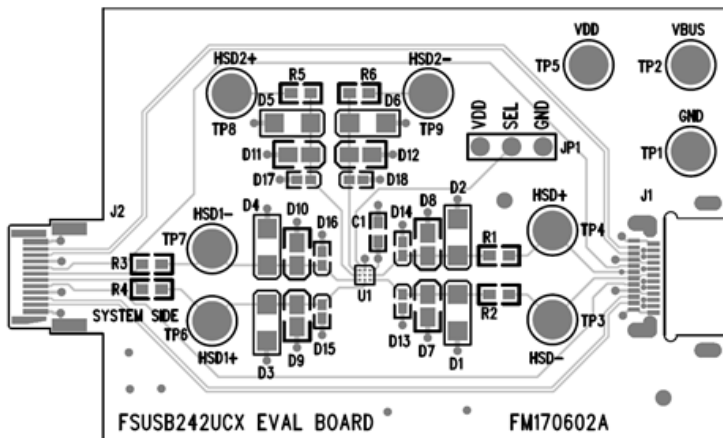 VDD VBUS
HSD2+ HSD2-
R5 R6
TP5 TP2
D5 D6
TP8 TP9
VDD SEL GND
GND
D11 D12
JP1
TP1
D17 D18
J2
D4 D10 D16
C1 D14 D8 D2
HSD1- HSD+
J1
TP7 TP4
R1
R3
U1
R4
R2
SYSTEM SIDE
TP6 TP3
D15 D13
HSD1+ D9 D7 HSD-
D3 D1
FSUSB242UCX EVAL BOARD FM170602A